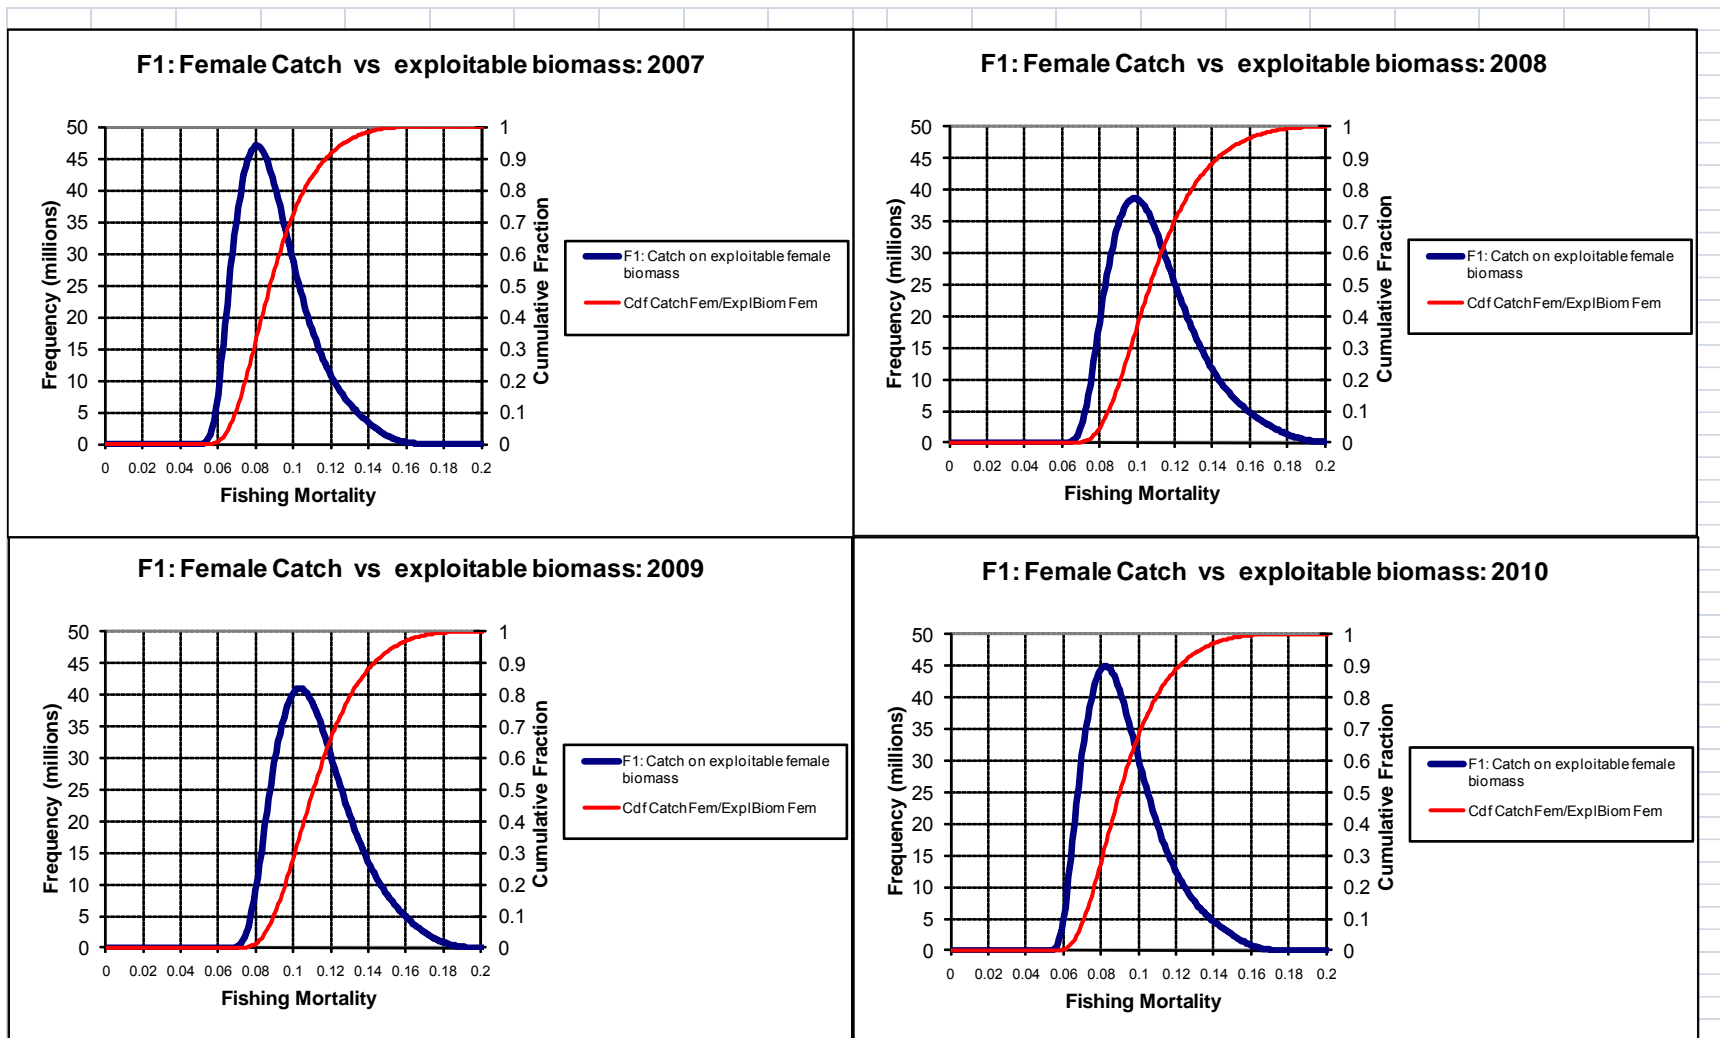 F1: Female Catch vs exploitable biomass: 2007
50
45
40
35
30
25
20
15
10
5
0
Frequency (millions)
1
0.9
0.8
0.7
0.6
0.5
0.4
0.3
0.2
0.1
0
Cumulative Fraction
0 0.02 0.04 0.06 0.08 0.1 0.12 0.14 0.16 0.18 0.2
Fishing Mortality
F1: Catch on exploitable female
biomass
Cdf CatchFem/ExplBiom Fem
F1: Female Catch vs exploitable biomass: 2008
50
45
40
35
30
25
20
15
10
5
0
Frequency (millions)
1
0.9
0.8
0.7
0.6
0.5
0.4
0.3
0.2
0.1
0
Cumulative Fraction
0 0.02 0.04 0.06 0.08 0.1 0.12 0.14 0.16 0.18 0.2
Fishing Mortality
F1: Catch on exploitable female
biomass
Cdf CatchFem/ExplBiom Fem
F1: Female Catch vs exploitable biomass: 2009
50
45
40
35
30
25
20
15
10
5
0
Frequency (millions)
1
0.9
0.8
0.7
0.6
0.5
0.4
0.3
0.2
0.1
0
Cumulative Fraction
0 0.02 0.04 0.06 0.08 0.1 0.12 0.14 0.16 0.18 0.2
Fishing Mortality
F1: Catch on exploitable female
biomass
Cdf CatchFem/ExplBiom Fem
F1: Female Catch vs exploitable biomass: 2010
50
45
40
35
30
25
20
15
10
5
0
Frequency (millions)
1
0.9
0.8
0.7
0.6
0.5
0.4
0.3
0.2
0.1
0
Cumulative Fraction
0 0.02 0.04 0.06 0.08 0.1 0.12 0.14 0.16 0.18 0.2
Fishing Mortality
F1: Catch on exploitable female
biomass
Cdf CatchFem/ExplBiom Fem